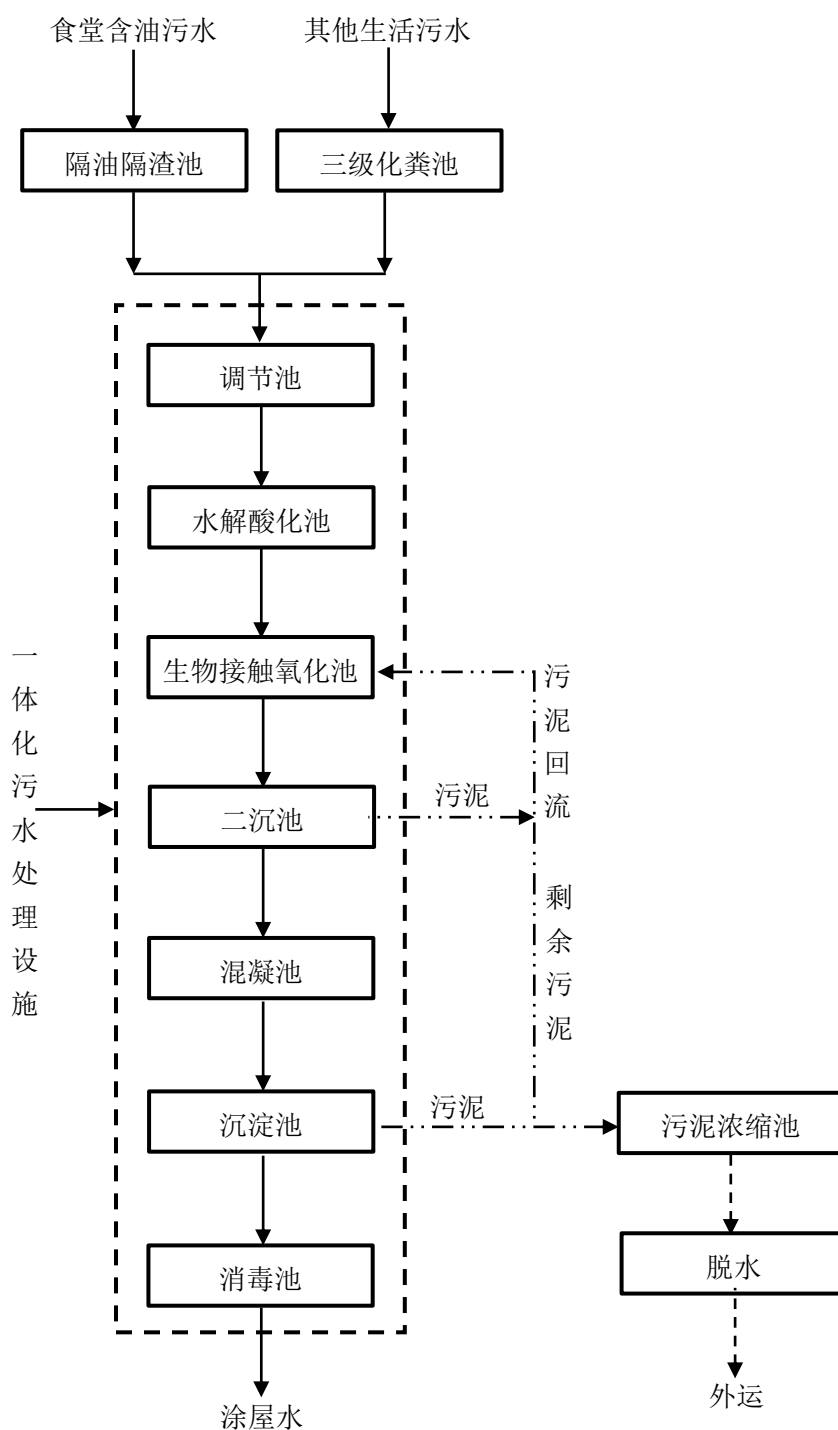 食堂含油污水
其他生活污水
隔油隔渣池
三级化粪池
调节池
水解酸化池
生物接触氧化池
一体化污水处理设施
污泥回流
二沉池
污泥
剩余污泥
混凝池
沉淀池
污泥
污泥浓缩池
消毒池
脱水
涂屋水
外运